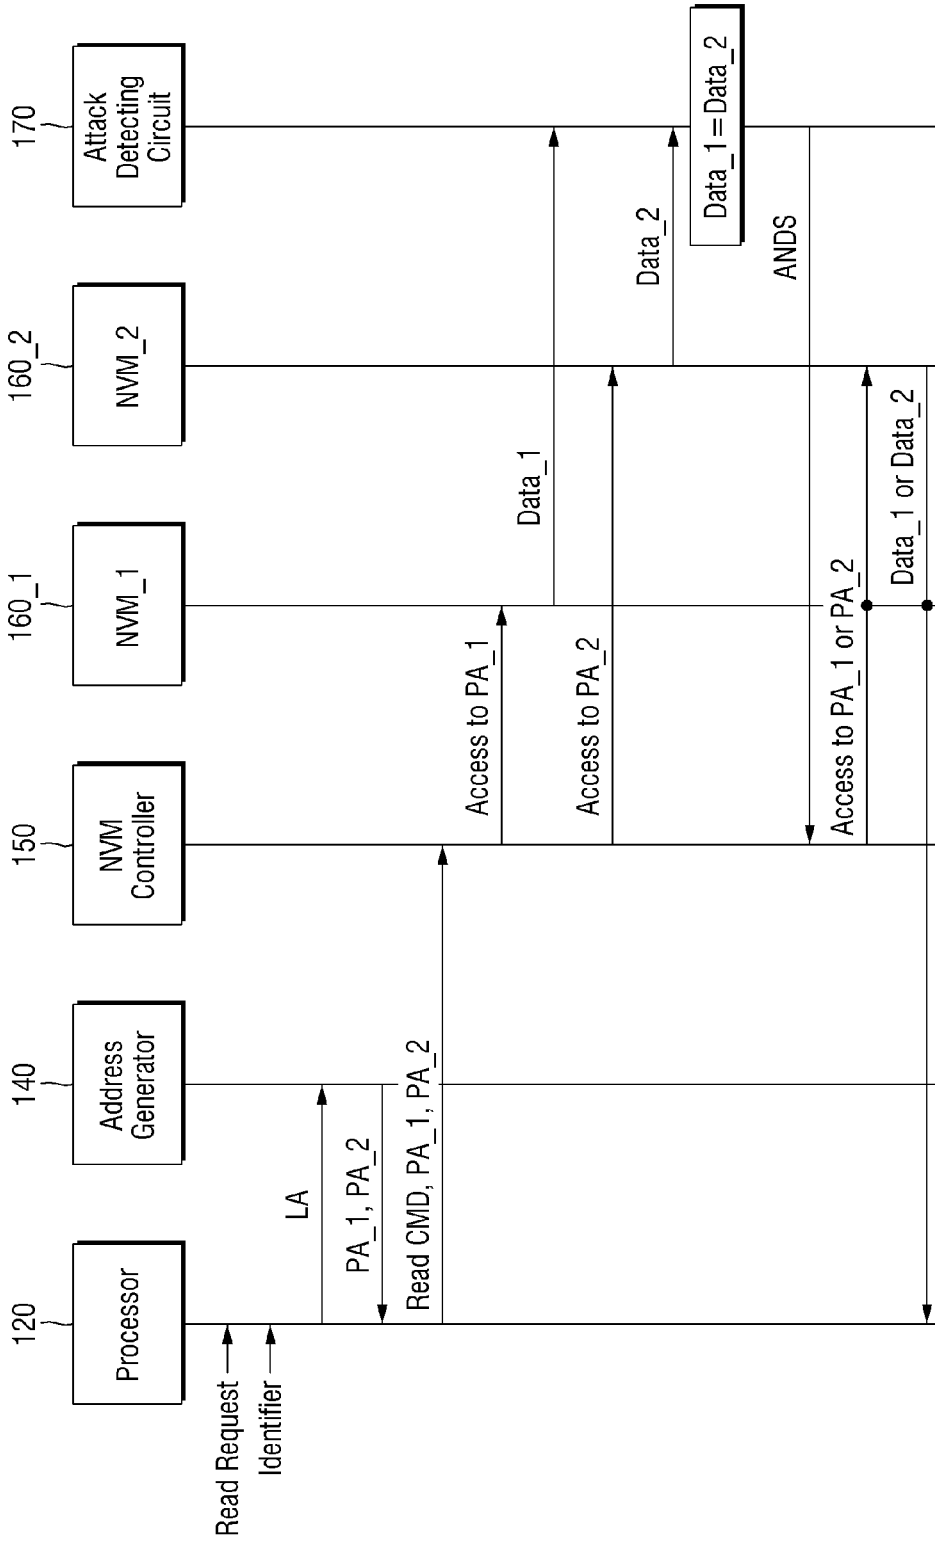 120
140
150
160_1
160_2
170
Processor
Address
Generator
NVM
Controller
NVM_1
NVM_2
Attack
Detecting
Circuit
Read Request
Identifier
LA
PA_1, PA_2
Read CMD, PA_1, PA_2
Access to PA_1
Data_1
Access to PA_2
Data_2
Data_1=Data_2
ANDS
Access to PA_1 or PA_2
Data_1 or Data_2